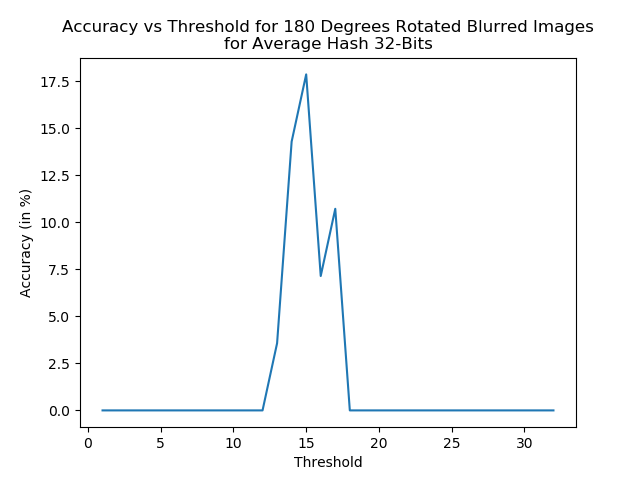 Accuracy vs Threshold for 180 Degrees Rotated Blurred Images
for Average Hash 32-Bits
17.5
15.0
12.5
10.0
7.5
5.0
2.5
0.0
Accuracy (in %)
0 5 10 15 20 25 30
Threshold